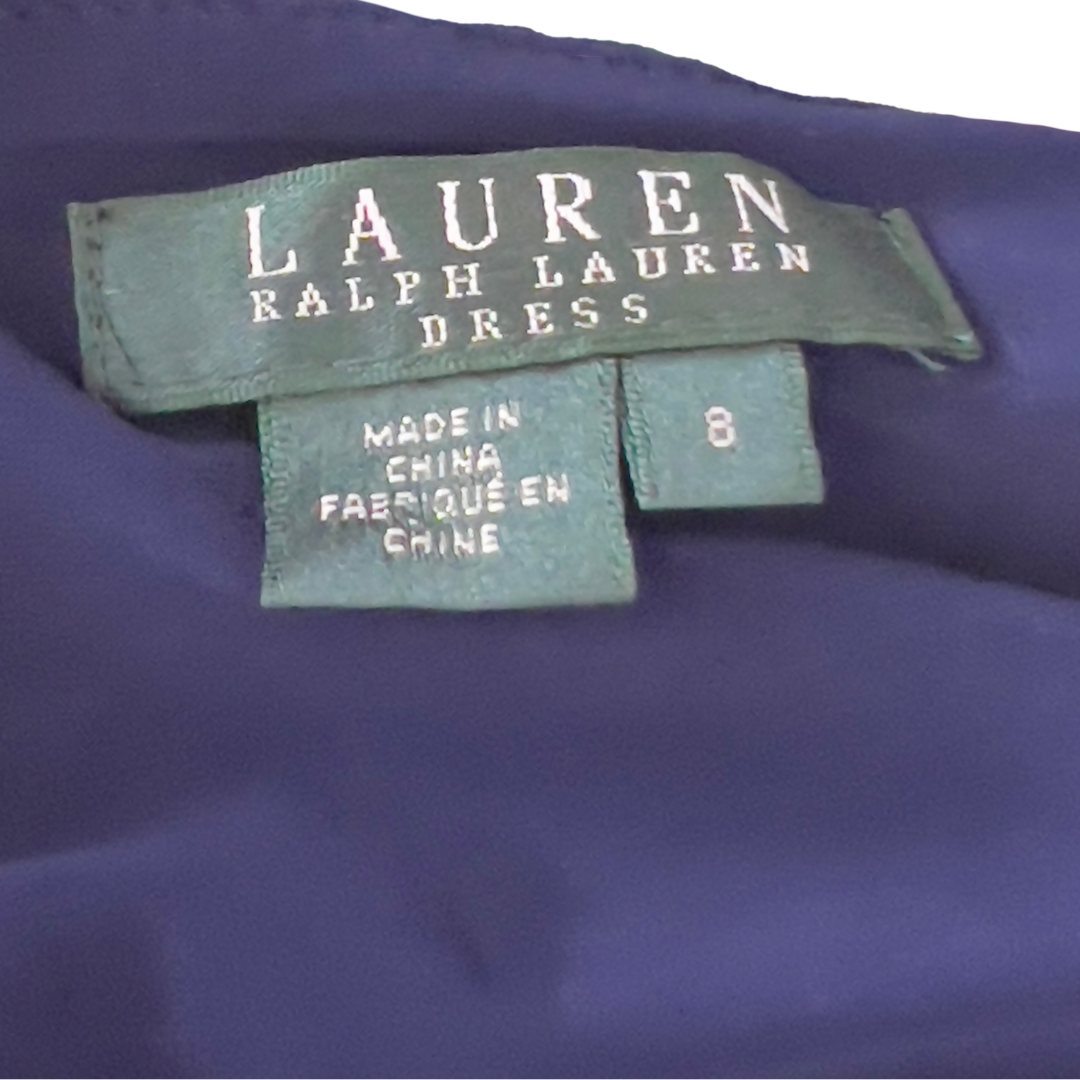 LAUREN
RALPH LAUREN
DRESS
MADE IN
CHINA
FABRIQUÉ EN
CHINE
8